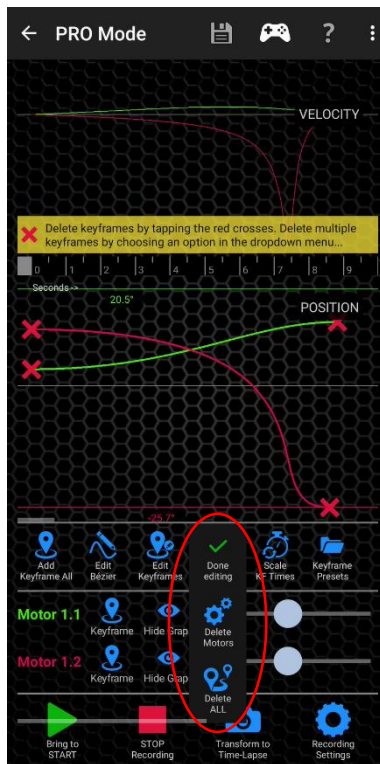 PRO Mode
?
VELOCITY
Delete keyframes by tapping the red crosses. Delete multiple
keyframes by choosing an option in the dropdown menu...
0 1 2 3 4 5 6 7 8 9
Seconds->
20.5°
POSITION
-25.7°
Add
Keyframe All
Edit
Bézier
Edit
Keyframes
Done
editing
Scale
KF Times
Keyframe
Presets
Delete
Motors
Delete
ALL
Motor 1.1
Keyframe
Hide Grap
Motor 1.2
Keyframe
Hide Grap
Bring to
START
STOP
Recording
Transform to
Time-Lapse
Recording
Settings